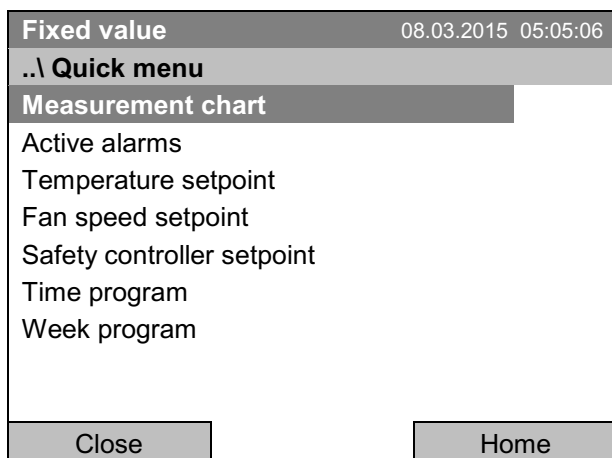 Fixed value 08.03.2015 05:05:06
..\ Quick menu
Measurement chart
Active alarms
Temperature setpoint
Fan speed setpoint
Safety controller setpoint
Time program
Week program
Close Home